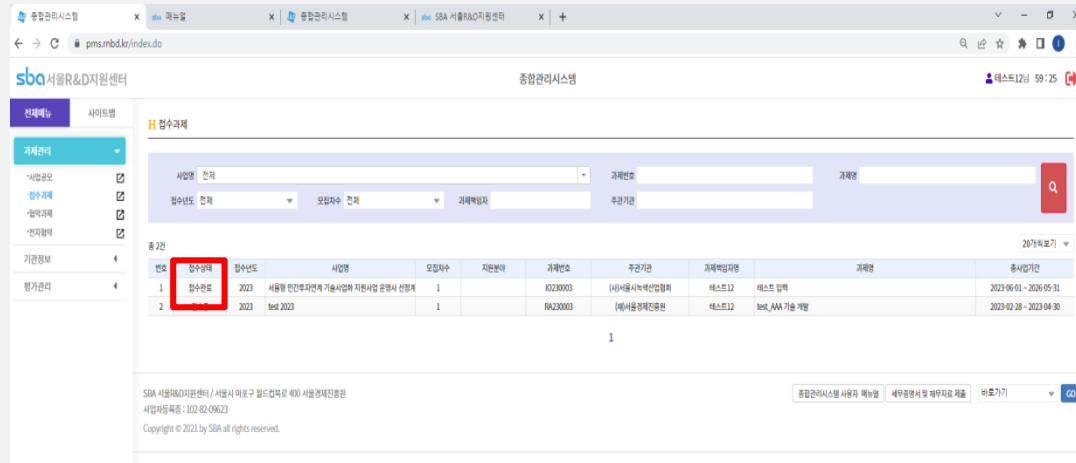 종합관리시스템 sba 매뉴얼 종합관리시스템 sba SBA 서울R&D지원센터
pms.rnbd.kr/index.do
sba 서울R&D지원센터 종합관리시스템 테스트12님 59:25
전체메뉴 사이트맵
접수과제
과제관리
*사업공모
*접수과제
*협약과제
*전자협약
기관정보
평가관리
사업명 전체 과제번호 과제명
접수년도 전체 모집차수 전체 과제책임자 주관기관
총 2건 20개씩보기
번호 접수상태 접수년도 사업명 모집차수 지원분야 과제번호 주관기관 과제책임자명 과제명 총사업기간
1 접수완료 2023 서울형 민간투자연계 기술사업화 지원사업 운영사 선정계 1 IO230003 (사)서울시녹색산업협회 테스트12 테스트 입력 2023-06-01 ~ 2026-05-31
2 2023 test 2023 1 RA230003 (재)서울경제진흥원 테스트12 test_AAA 기술 개발 2023-02-28 ~ 2023-04-30
1
SBA 서울R&D지원센터 / 서울시 마포구 월드컵북로 400 서울경제진흥원
사업자등록증 : 102-82-09623
Copyright © 2021 by SBA all rights reserved.
종합관리시스템 사용자 매뉴얼 세무증명서 및 재무자료 제출 바로가기 GO